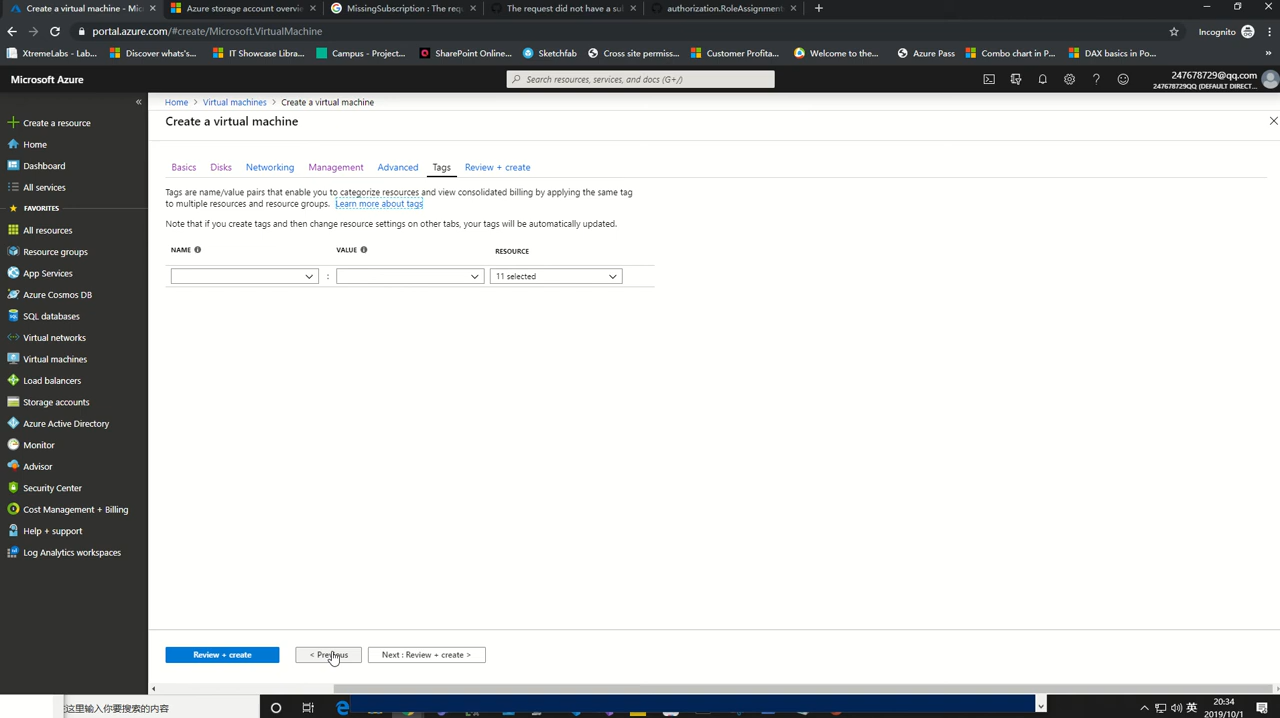 Create a virtual machine - Mic
Azure storage account overvie
MissingSubscription : The requ
The request did not have a sub
authorization.RoleAssignment
portal.azure.com/#create/Microsoft.VirtualMachine
Incognito
XtremeLabs - Lab...
Discover whats's...
IT Showcase Libra...
Campus - Project...
SharePoint Online...
Sketchfab
Cross site permiss...
Customer Profita...
Welcome to the...
Azure Pass
Combo chart in P...
DAX basics in Po...
»
Microsoft Azure
Search resources, services, and docs (G+/)
247678729@qq.com
247678729QQ (DEFAULT DIRECT...
«
Create a resource
Home
Dashboard
All services
FAVORITES
All resources
Resource groups
App Services
Azure Cosmos DB
SQL databases
Virtual networks
Virtual machines
Load balancers
Storage accounts
Azure Active Directory
Monitor
Advisor
Security Center
Cost Management + Billing
Help + support
Log Analytics workspaces
Home > Virtual machines > Create a virtual machine
Create a virtual machine
Basics Disks Networking Management Advanced Tags Review + create
Tags are name/value pairs that enable you to categorize resources and view consolidated billing by applying the same tag
to multiple resources and resource groups. Learn more about tags
Note that if you create tags and then change resource settings on other tabs, your tags will be automatically updated.
NAME VALUE RESOURCE
: 11 selected
Review + create
< Previous
Next : Review + create >
这里输入你要搜索的内容
英
20:34
2019/10/1